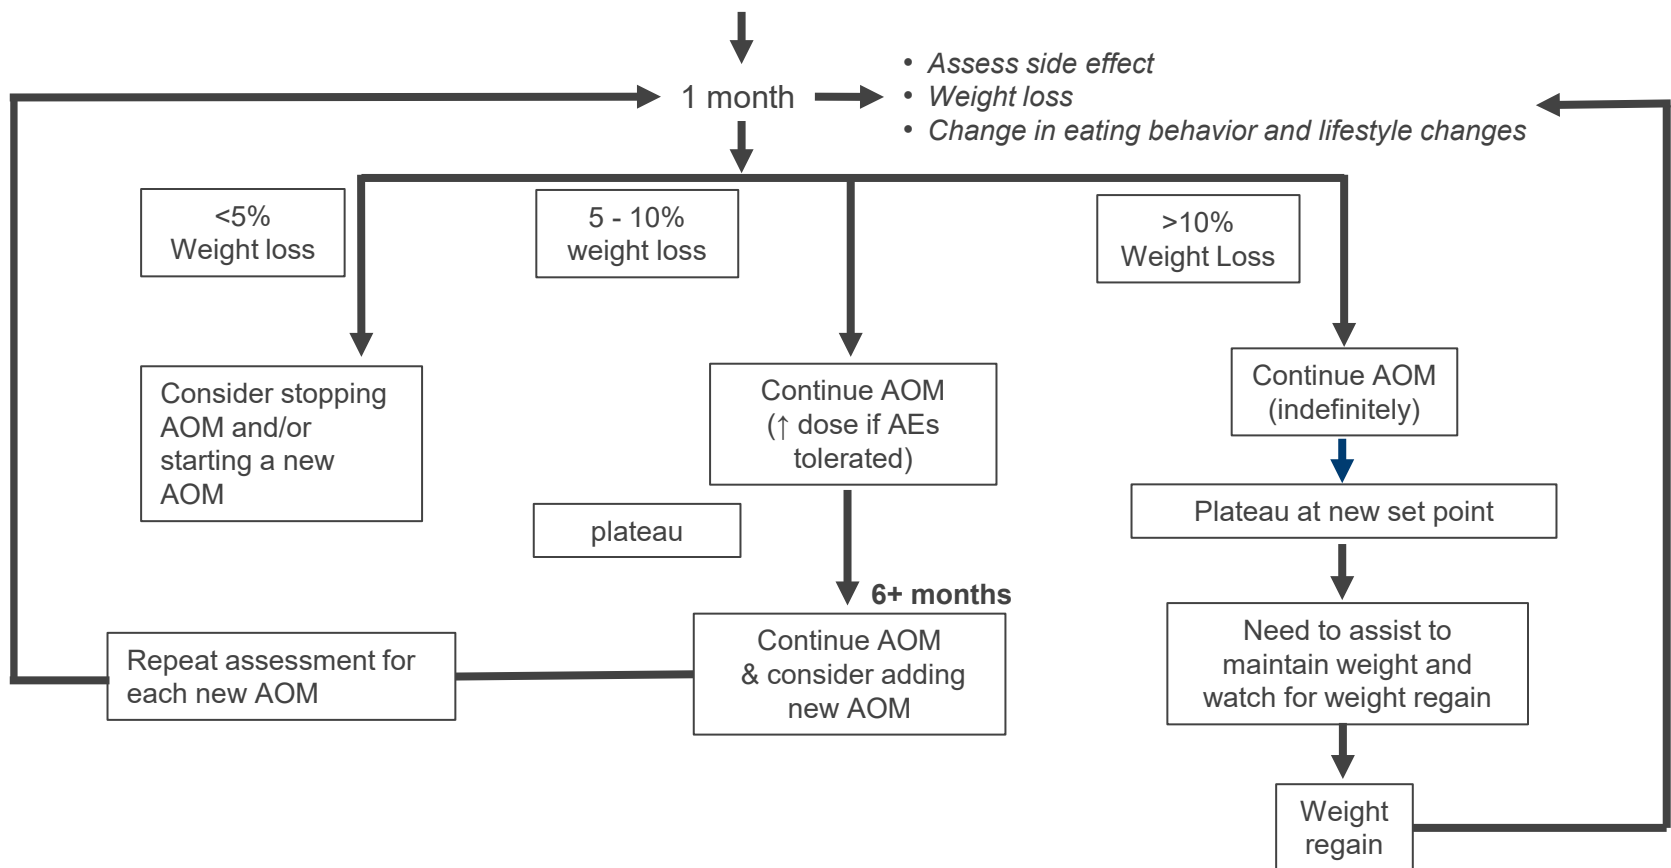 1 month
• Assess side effect
• Weight loss
• Change in eating behavior and lifestyle changes
<5%
Weight loss
5 - 10%
weight loss
>10%
Weight Loss
Consider stopping
AOM and/or
starting a new
AOM
Continue AOM
(↑ dose if AEs
tolerated)
Continue AOM
(indefinitely)
plateau
Plateau at new set point
6+ months
Continue AOM
& consider adding
new AOM
Repeat assessment for
each new AOM
Need to assist to
maintain weight and
watch for weight regain
Weight
regain